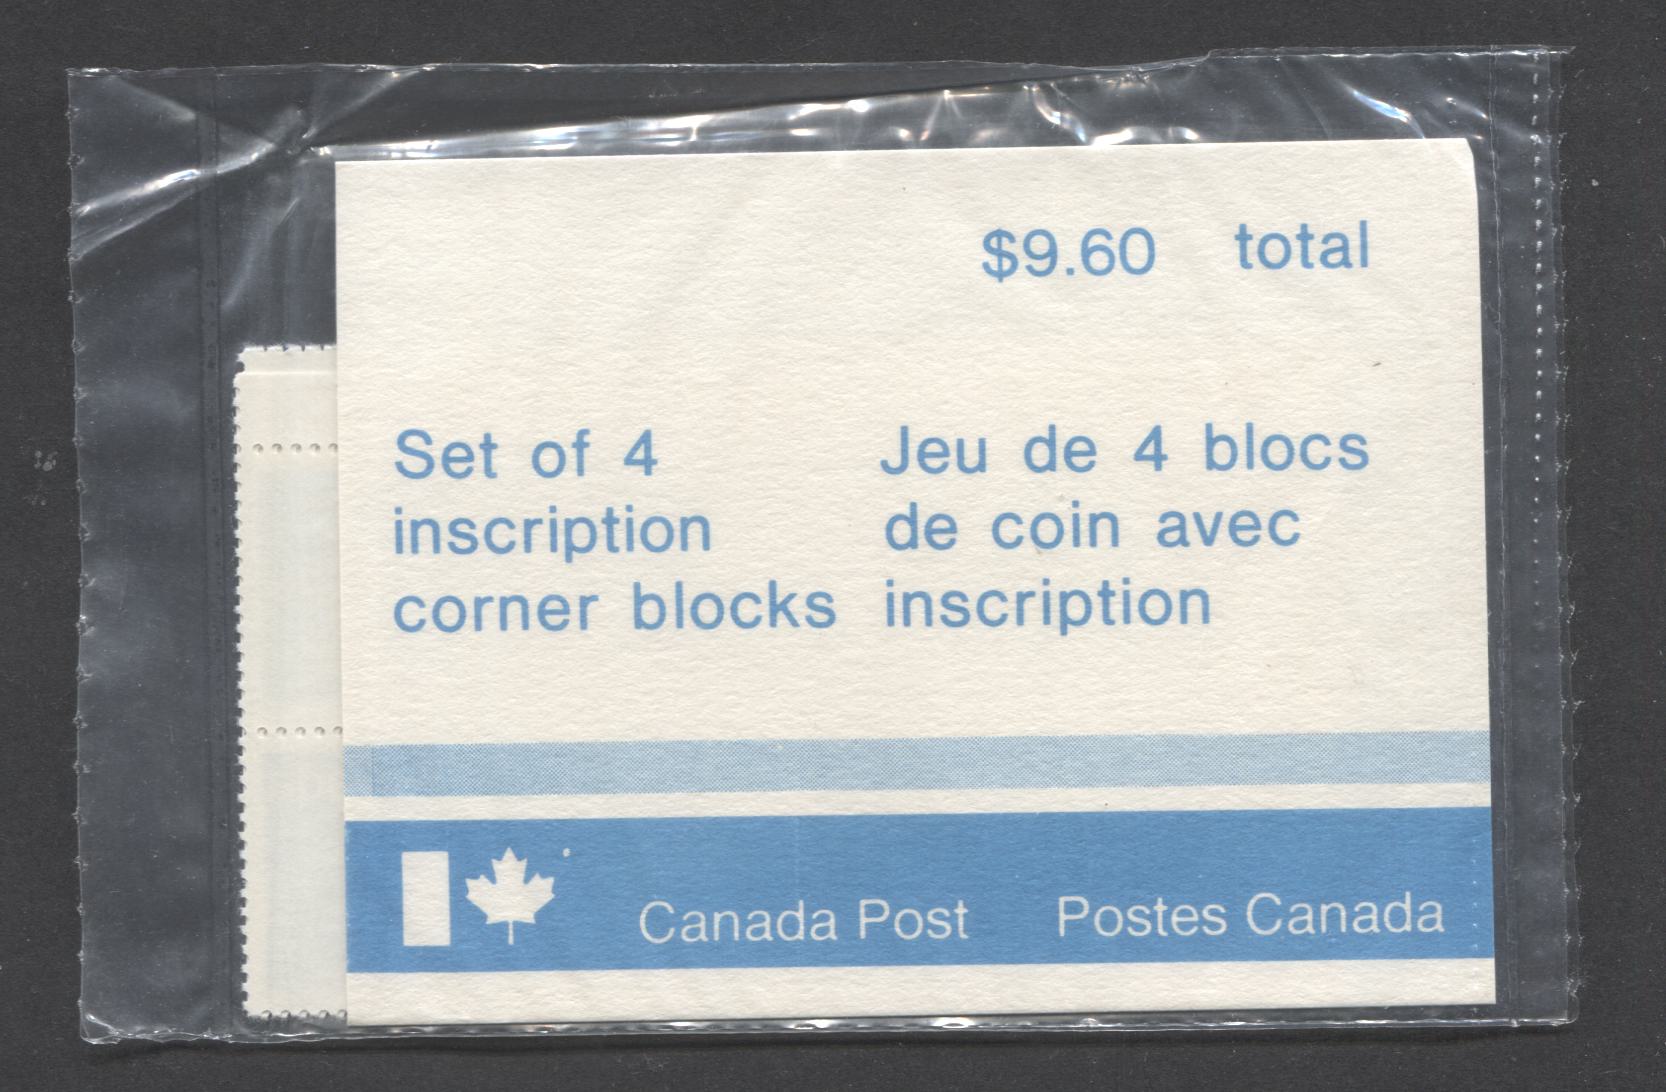 $9.60 total
Set of 4
inscription
corner blocks
Jeu de 4 blocs
de coin avec
inscription
Canada Post
Postes Canada